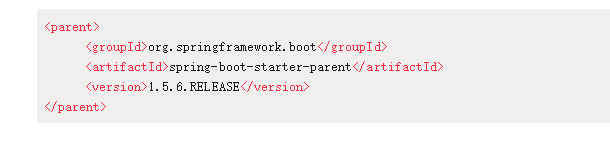 <parent>
<groupId>org.springframework.boot</groupId>
<artifactId>spring-boot-starter-parent</artifactId>
<version>1.5.6.RELEASE</version>
</parent>